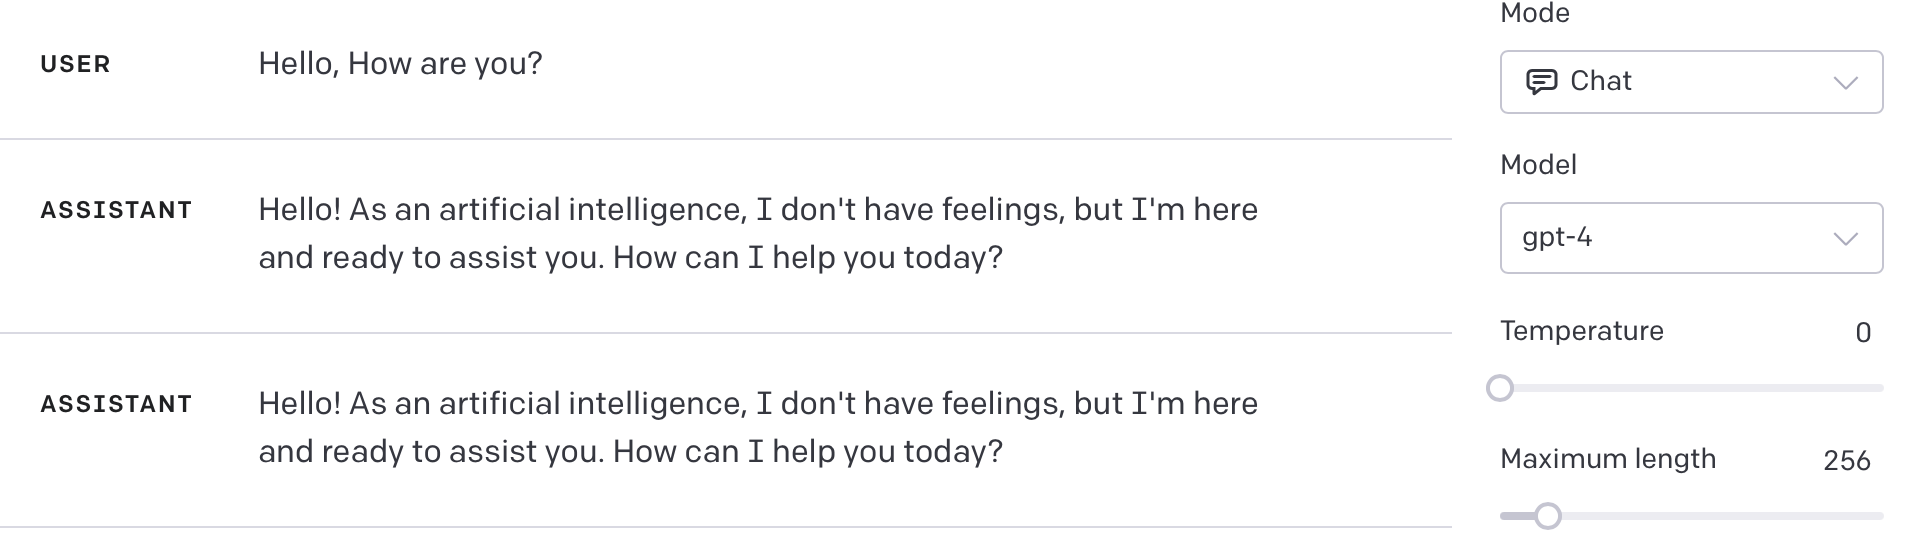 USER
Hello, How are you?
ASSISTANT
Hello! As an artificial intelligence, I don't have feelings, but I'm here
and ready to assist you. How can I help you today?
ASSISTANT
Hello! As an artificial intelligence, I don't have feelings, but I'm here
and ready to assist you. How can I help you today?
Mode
Chat
Model
gpt-4
Temperature 0
Maximum length 256